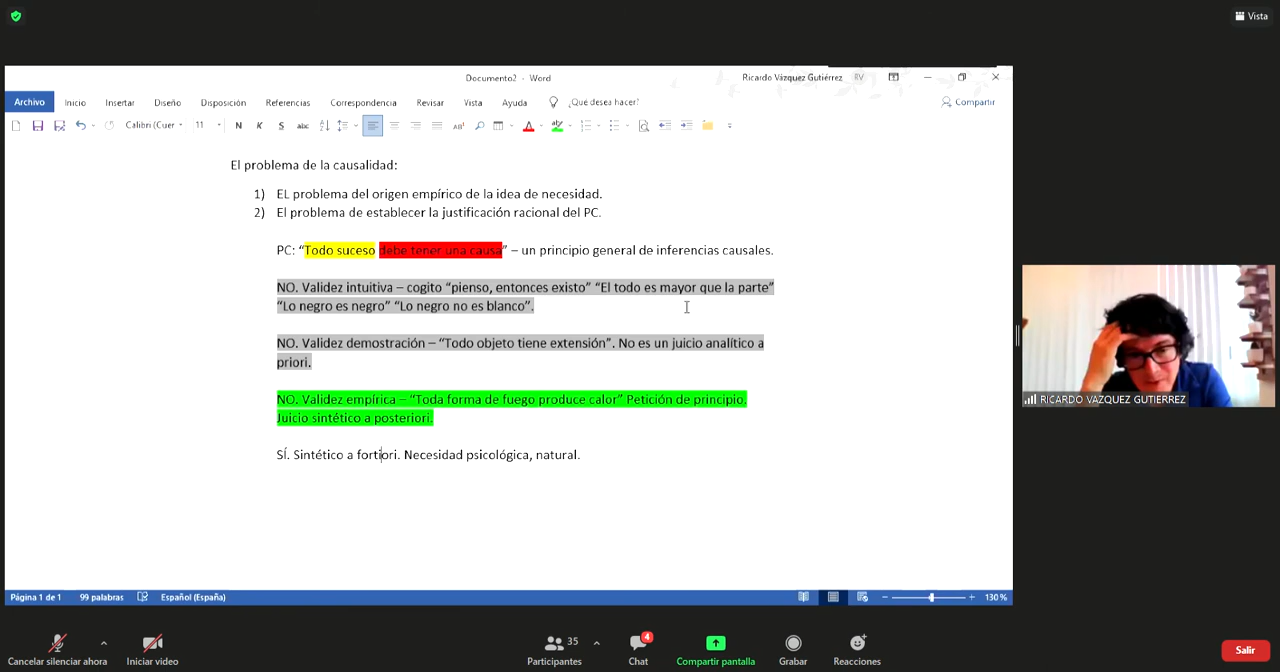 Vista
Documento2 - Word
Ricardo Vázquez Gutiérrez RV
Archivo Inicio Insertar Diseño Disposición Referencias Correspondencia Revisar Vista Ayuda ¿Qué desea hacer? Compartir
Calibri (Cuer 11 N K S abc
El problema de la causalidad:
1) EL problema del origen empírico de la idea de necesidad.
2) El problema de establecer la justificación racional del PC.
PC: “Todo suceso debe tener una causa” – un principio general de inferencias causales.
NO. Validez intuitiva – cogito “pienso, entonces existo” “El todo es mayor que la parte”
“Lo negro es negro” “Lo negro no es blanco”.
NO. Validez demostración – “Todo objeto tiene extensión”. No es un juicio analítico a
priori.
NO. Validez empírica – “Toda forma de fuego produce calor” Petición de principio.
Juicio sintético a posteriori.
SÍ. Sintético a fortiori. Necesidad psicológica, natural.
RICARDO VAZQUEZ GUTIERREZ
Página 1 de 1 99 palabras Español (España) 130 %
35 4
Cancelar silenciar ahora Iniciar video Participantes Chat Compartir pantalla Grabar Reacciones Salir